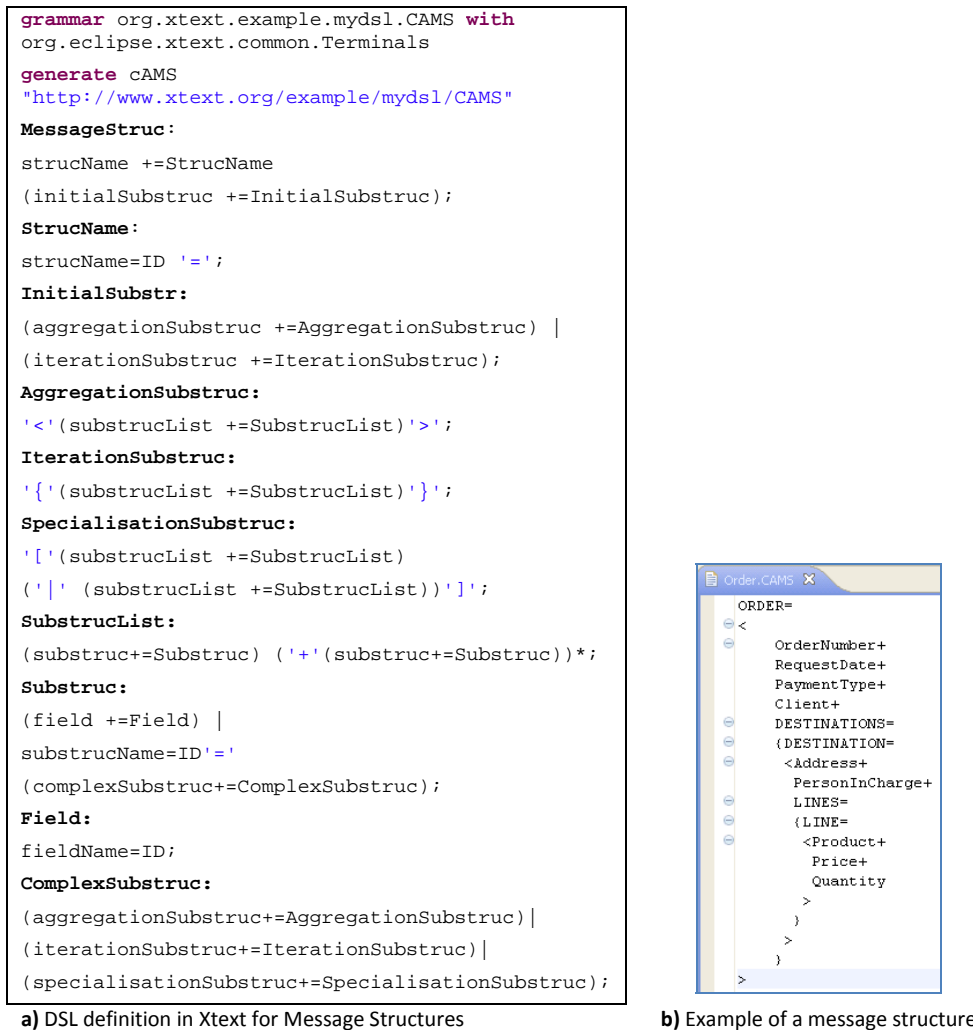 grammar org.xtext.example.mydsl.CAMS with
org.eclipse.xtext.common.Terminals
generate cAMS
"http://www.xtext.org/example/mydsl/CAMS"
MessageStruc:
strucName +=StrucName
(initialSubstruc +=InitialSubstruc);
StrucName:
strucName=ID '=';
InitialSubstr:
(aggregationSubstruc +=AggregationSubstruc) |
(iterationSubstruc +=IterationSubstruc);
AggregationSubstruc:
'<'(substrucList +=SubstrucList)'>';
IterationSubstruc:
'{'(substrucList +=SubstrucList)'}';
SpecialisationSubstruc:
'['(substrucList +=SubstrucList)
('|' (substrucList +=SubstrucList))']';
SubstrucList:
(substruc+=Substruc) ('+'(substruc+=Substruc))*;
Substruc:
(field +=Field) |
substrucName=ID'='
(complexSubstruc+=ComplexSubstruc);
Field:
fieldName=ID;
ComplexSubstruc:
(aggregationSubstruc+=AggregationSubstruc)|
(iterationSubstruc+=IterationSubstruc)|
(specialisationSubstruc+=SpecialisationSubstruc);
a) DSL definition in Xtext for Message Structures
Order.CAMS
ORDER=
<
OrderNumber+
RequestDate+
PaymentType+
Client+
DESTINATIONS=
{DESTINATION=
<Address+
PersonInCharge+
LINES=
{LINE=
<Product+
Price+
Quantity
>
}
>
}
>
b) Example of a message structure